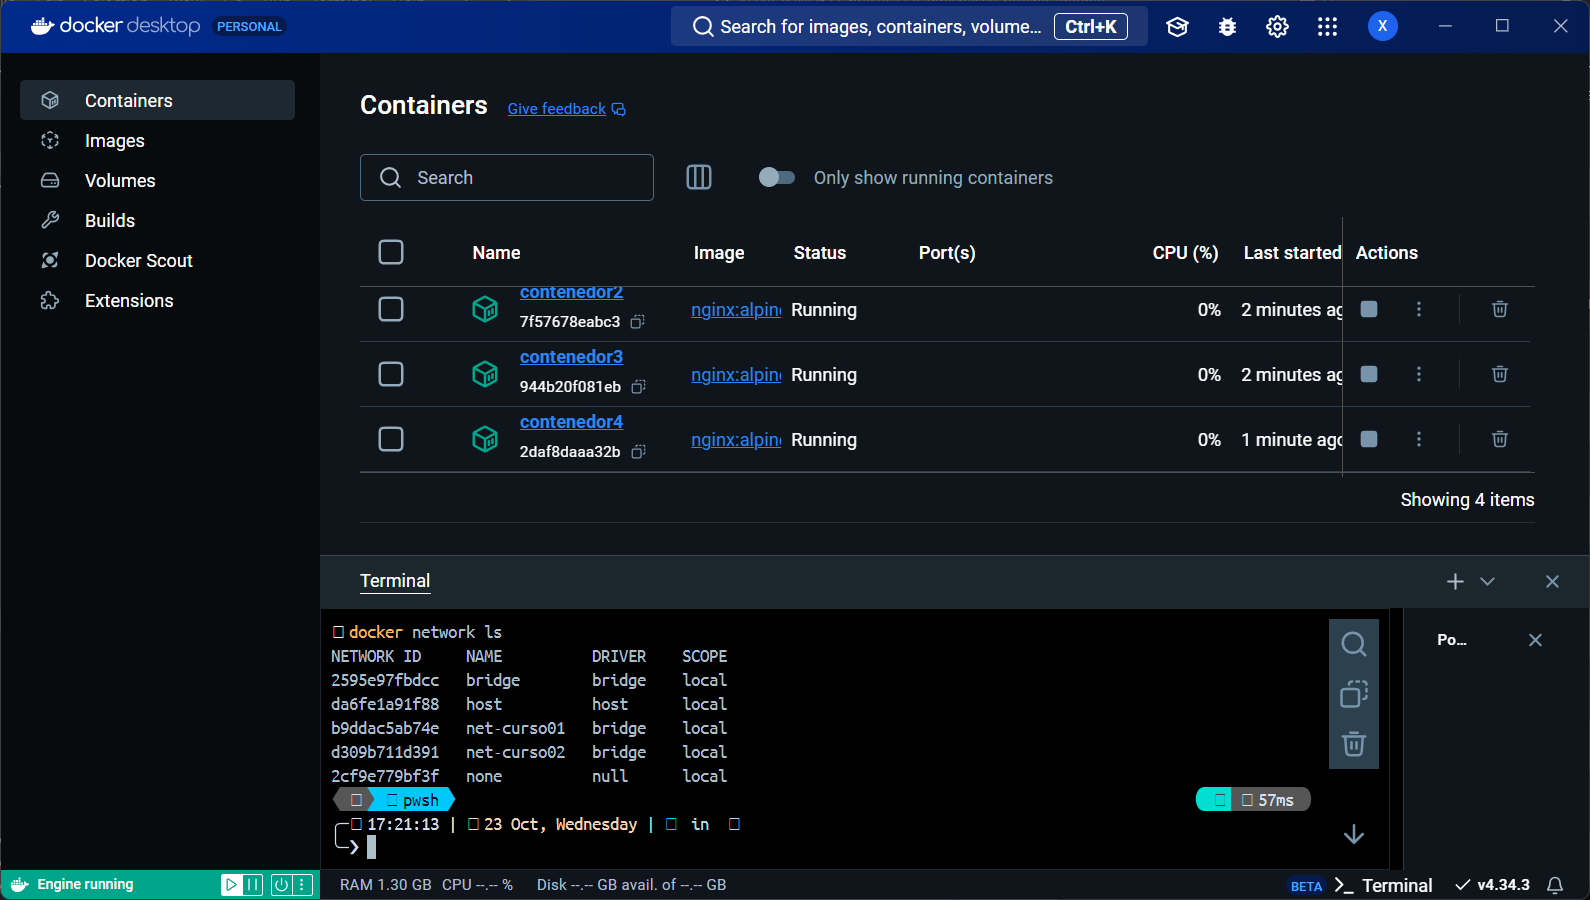 docker desktop PERSONAL
Search for images, containers, volume... Ctrl+K
X
Containers
Images
Volumes
Builds
Docker Scout
Extensions
Containers Give feedback
Search
Only show running containers
Name Image Status Port(s) CPU (%) Last started Actions
contenedor2
7f57678eabc3
nginx:alpin Running 0% 2 minutes ag
contenedor3
944b20f081eb
nginx:alpin Running 0% 2 minutes ag
contenedor4
2daf8daaa32b
nginx:alpin Running 0% 1 minute ago
Showing 4 items
Terminal
docker network ls
NETWORK ID NAME DRIVER SCOPE
2595e97fbdcc bridge bridge local
da6fe1a91f88 host host local
b9ddac5ab74e net-curso01 bridge local
d309b711d391 net-curso02 bridge local
2cf9e779bf3f none null local
pwsh 57ms
17:21:13 | 23 Oct, Wednesday | in
❯
Po...
Engine running
RAM 1.30 GB CPU --.-- % Disk --.-- GB avail. of --.-- GB
BETA Terminal v4.34.3